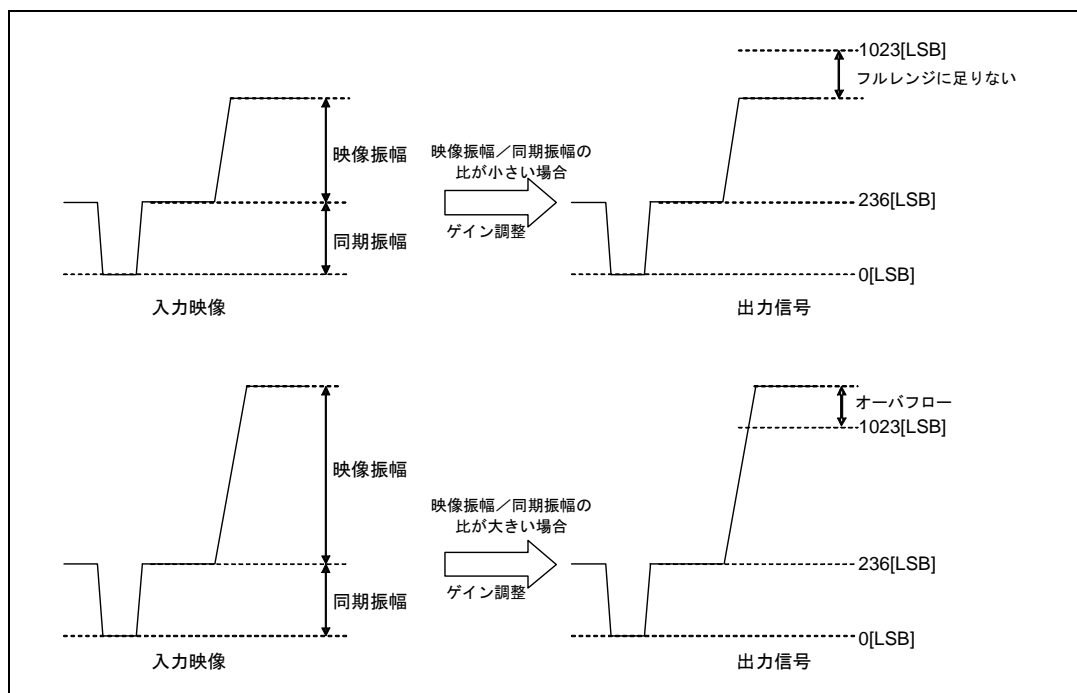 1023[LSB]
フルレンジに足りない
映像振幅
映像振幅／同期振幅の
比が小さい場合
236[LSB]
ゲイン調整
同期振幅
0[LSB]
入力映像
出力信号
オーバフロー
1023[LSB]
映像振幅
映像振幅／同期振幅の
比が大きい場合
236[LSB]
ゲイン調整
同期振幅
0[LSB]
入力映像
出力信号